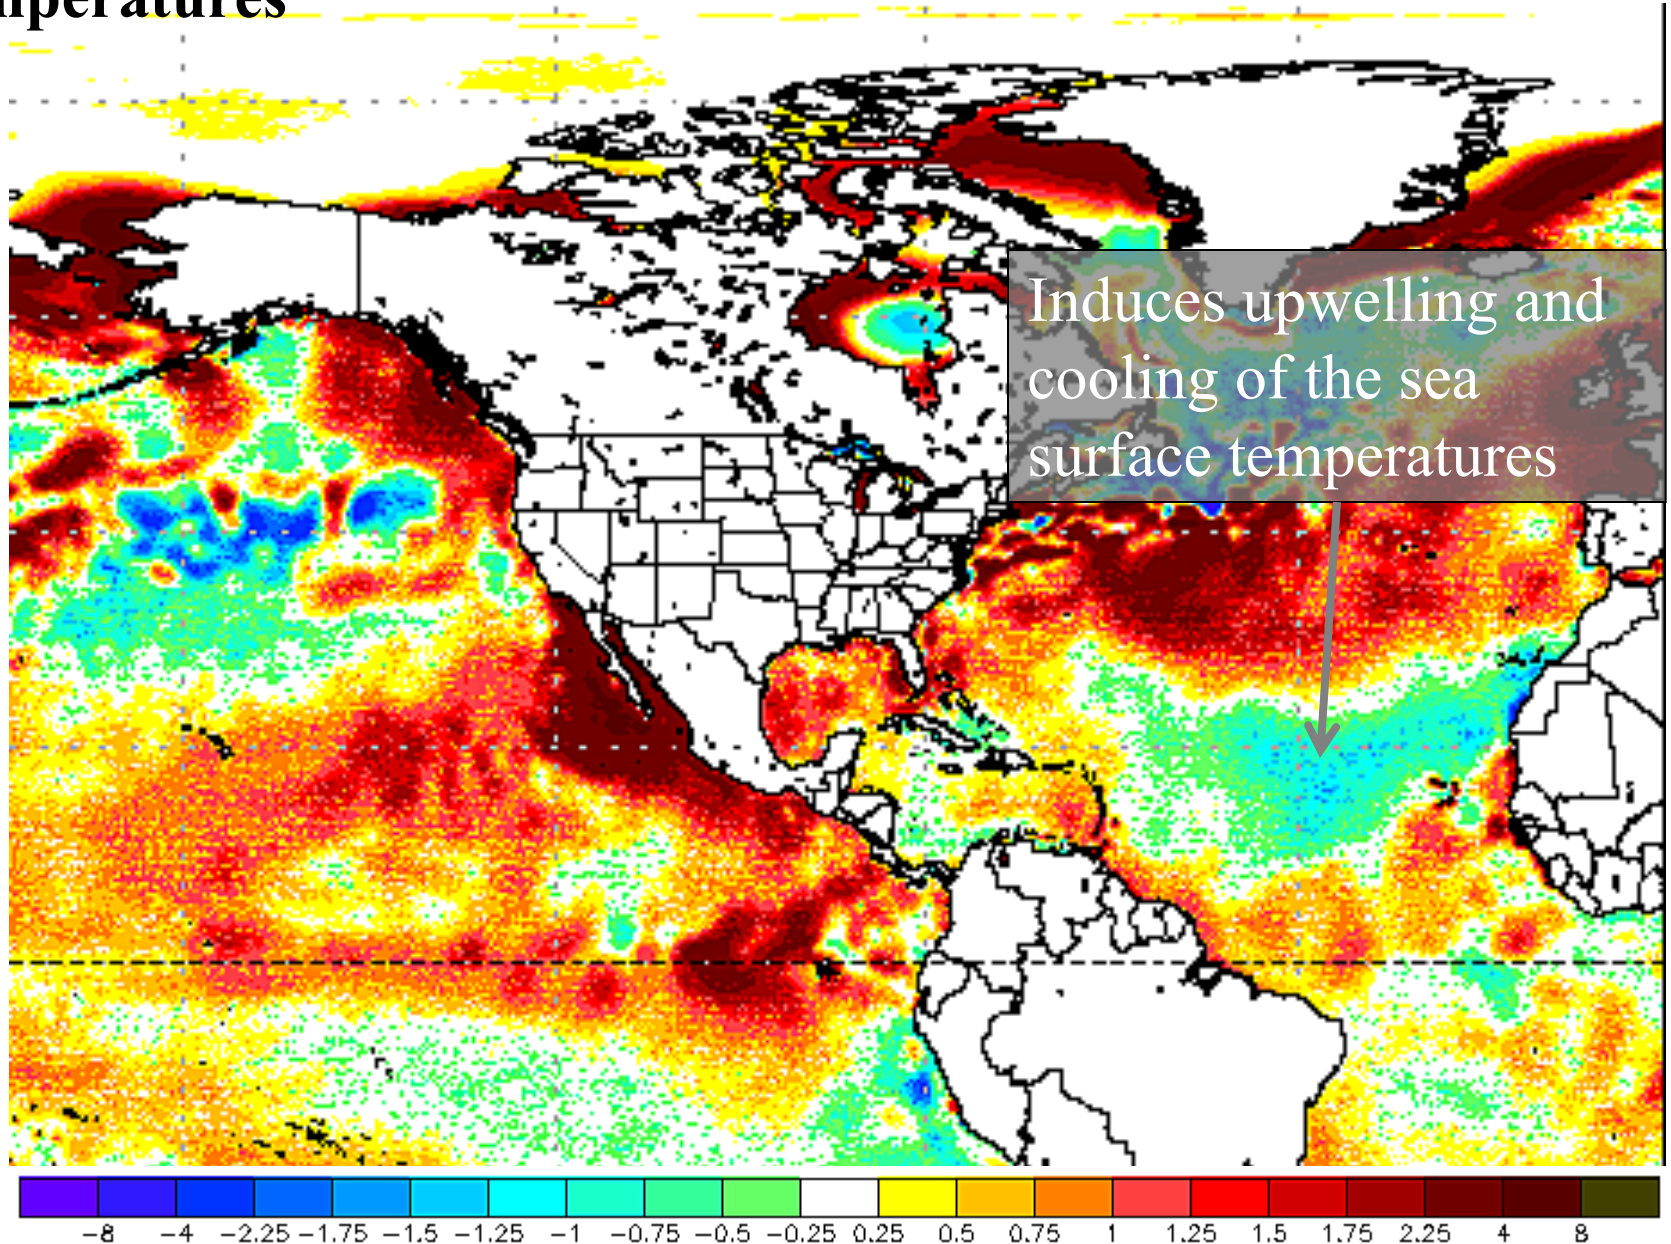 Induces upwelling and
cooling of the sea
surface temperatures
-8 -4 -2.25 -1.75 -1.5 -1.25 -1 -0.75 -0.5 -0.25 0.25 0.5 0.75 1 1.25 1.5 1.75 2.25 4 8